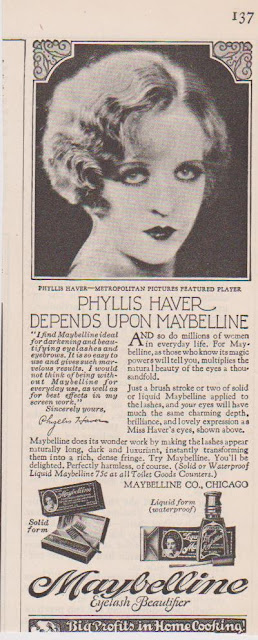 137
PHYLLIS HAVER—METROPOLITAN PICTURES FEATURED PLAYER
PHYLLIS HAVER
DEPENDS UPON MAYBELLINE
"I find Maybelline ideal
for darkening and beau-
tifying eyelashes and
eyebrows. It is so easy to
use and gives such mar-
velous results. I would
not think of being with-
out Maybelline for
everyday use, as well as
for best effects in my
screen work."
Sincerely yours,
Phyllis Haver
AND so do millions of women
in everyday life. For May-
belline, as those who know its magic
powers will tell you, multiplies the
natural beauty of the eyes a thou-
sandfold.
Just a brush stroke or two of solid
or liquid Maybelline applied to
the lashes, and your eyes will have
much the same charming depth,
brilliance, and lovely expression as
Miss Haver's eyes, shown above.
Maybelline does its wonder work by making the lashes appear
naturally long, dark and luxuriant, instantly transforming
them into a rich, dense fringe. Try Maybelline. You'll be
delighted. Perfectly harmless, of course. (Solid or Waterproof
Liquid Maybelline 75c at all Toilet Goods Counters.)
MAYBELLINE CO., CHICAGO
Solid
form
Liquid form
(waterproof)
Maybelline
Eyelash Beautifier
Big Profits in Home Cooking!